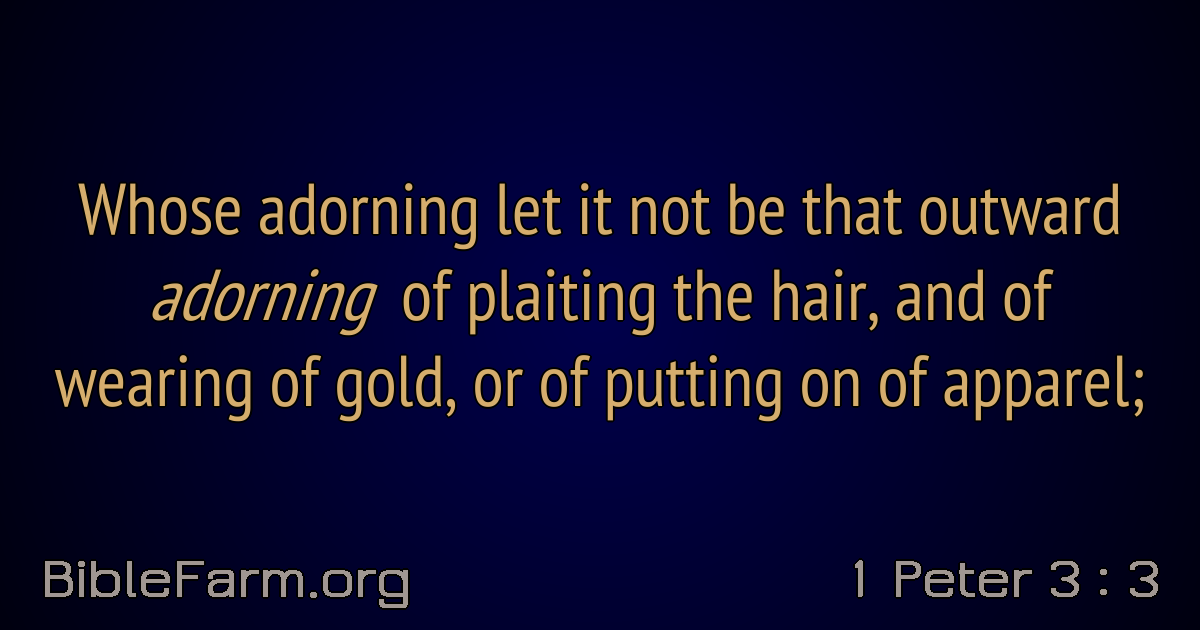 Whose adorning let it not be that outward
adorning of plaiting the hair, and of
wearing of gold, or of putting on of apparel;
BibleFarm.org
1 Peter 3 : 3